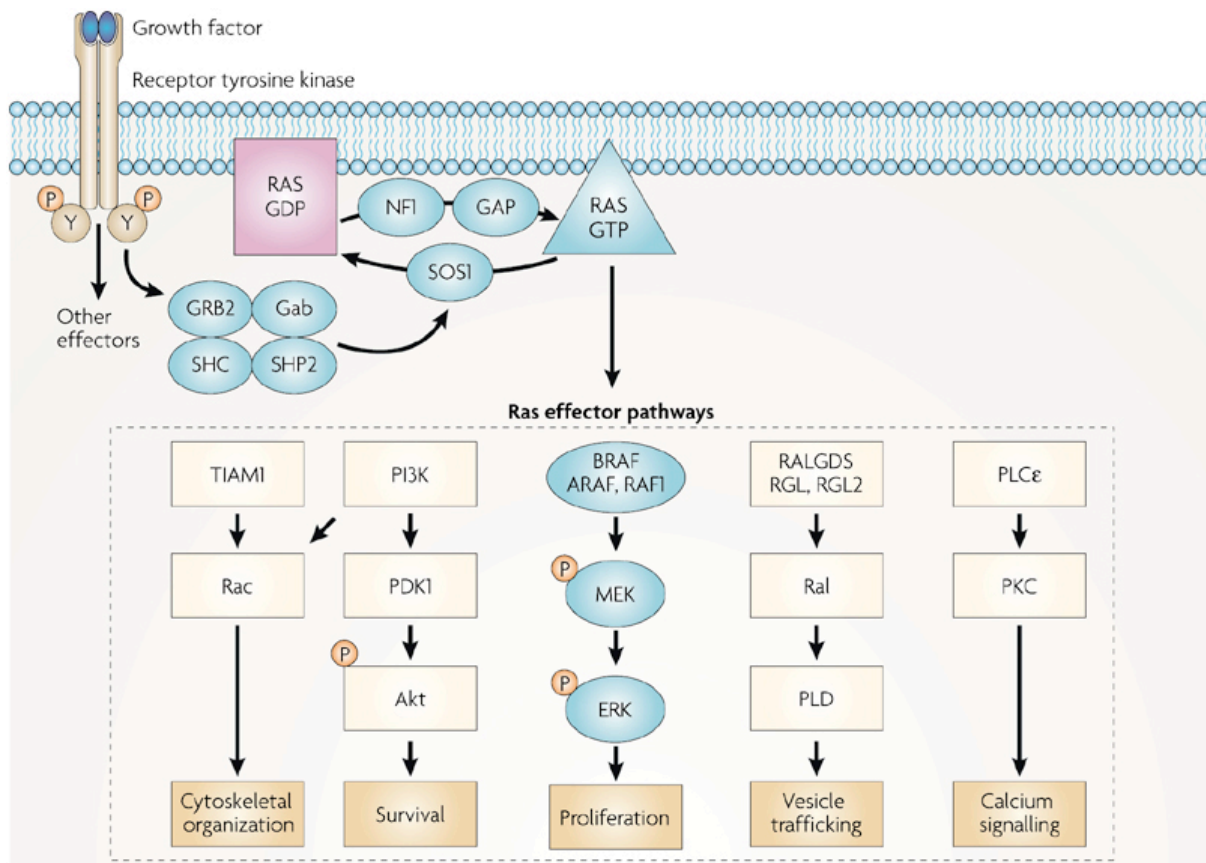 Growth factor
Receptor tyrosine kinase
RAS
GDP
NF1
GAP
RAS
GTP
P
Y
Y
P
SOS1
Other
effectors
GRB2
Gab
SHC
SHP2
Ras effector pathways
TIAM1
PI3K
BRAF
ARAF, RAF1
RALGDS
RGL, RGL2
PLCε
Rac
PDK1
P
MEK
Ral
PKC
P
Akt
P
ERK
PLD
Cytoskeletal
organization
Survival
Proliferation
Vesicle
trafficking
Calcium
signalling